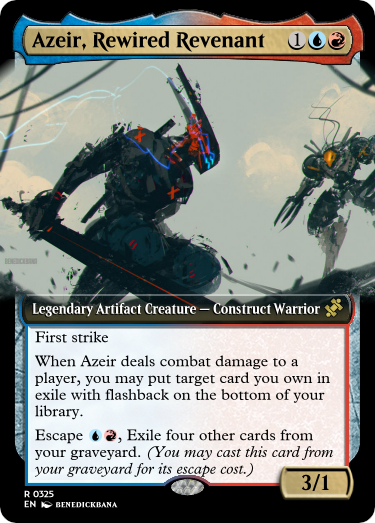 Azeir, Rewired Revenant 1
BENEDICKBANA
Legendary Artifact Creature — Construct Warrior
First strike
When Azeir deals combat damage to a
player, you may put target card you own in
exile with flashback on the bottom of your
library.
Escape , Exile four other cards from
your graveyard. (You may cast this card from
your graveyard for its escape cost.)
3/1
R 0325
EN BENEDICKBANA